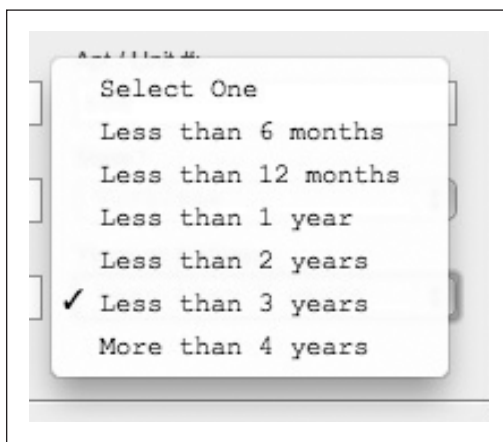 Select One
Less than 6 months
Less than 12 months
Less than 1 year
Less than 2 years
✓ Less than 3 years
More than 4 years